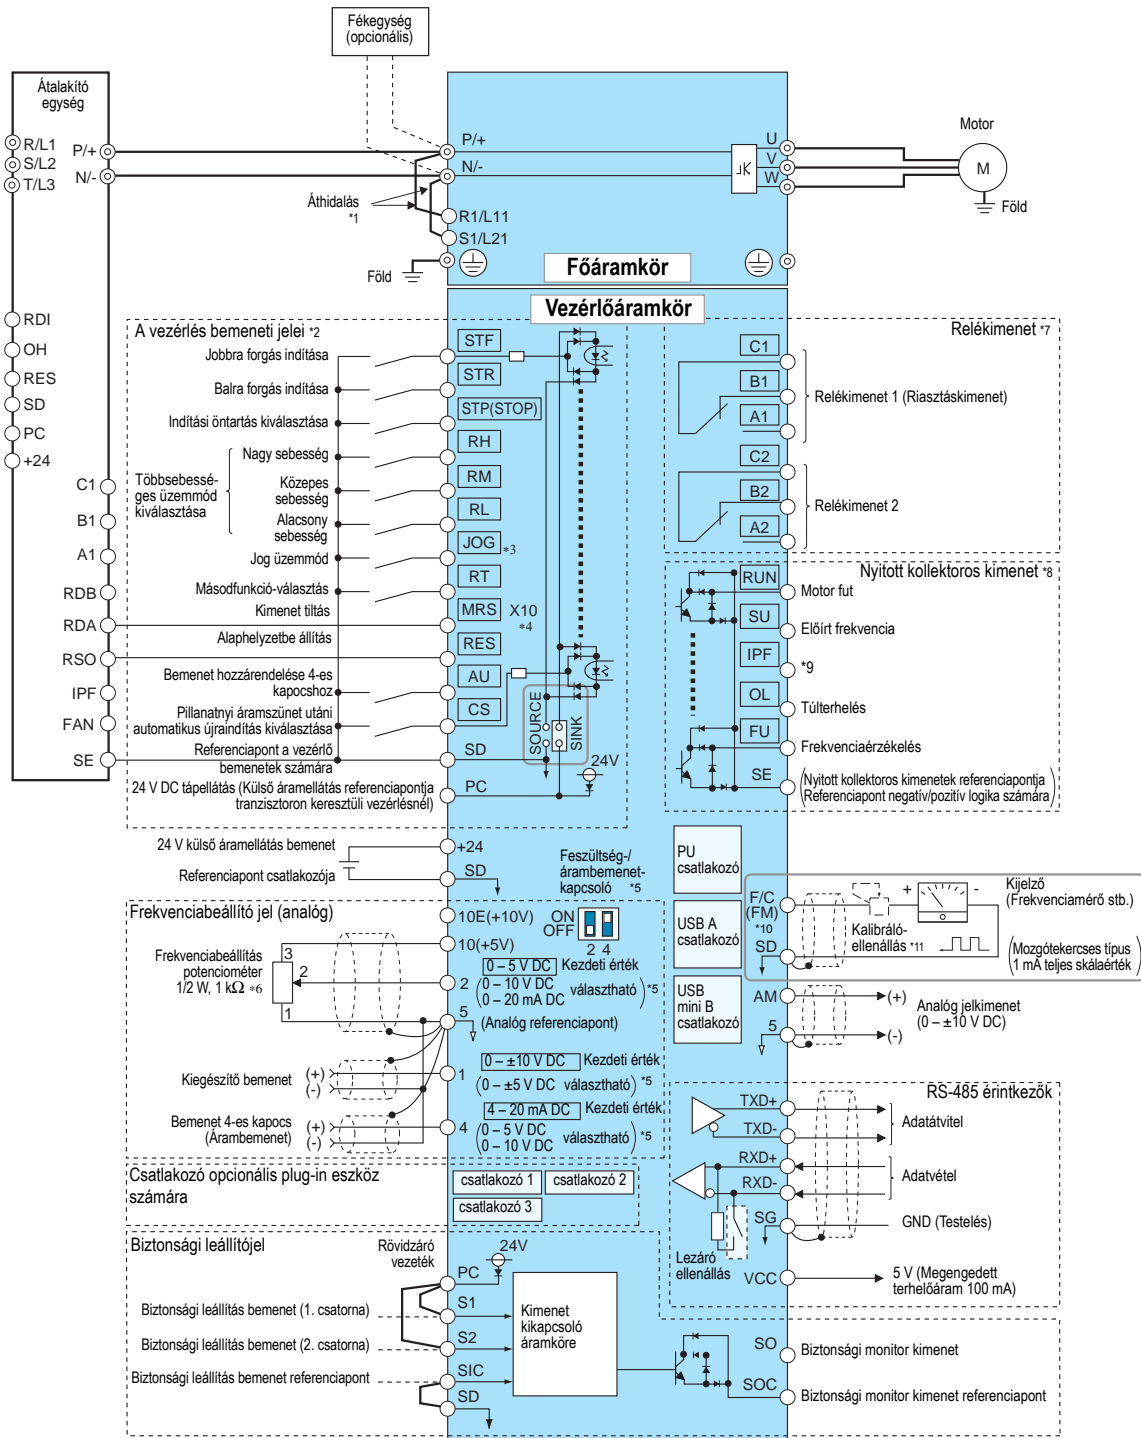 Fékegység
(opcionális)
Átalakító
egység
R/L1
S/L2
T/L3
P/+
N/-
P/+
N/-
Áthidalás
*1
R1/L11
S1/L21
Föld
Főáramkör
U
V
W
Motor
M
Föld
Vezérlőáramkör
RDI
OH
RES
SD
PC
+24
C1
B1
A1
RDB
RDA
RSO
IPF
FAN
SE
A vezérlés bemeneti jelei *2
Jobbra forgás indítása
STF
Balra forgás indítása
STR
Indítási öntartás kiválasztása
STP(STOP)
Többsebessé-
ges üzemmód
kiválasztása
Nagy sebesség
RH
Közepes
sebesség
RM
Alacsony
sebesség
RL
Jog üzemmód
JOG *3
Másodfunkció-választás
RT
Kimenet tiltás
MRS X10
*4
Alaphelyzetbe állítás
RES
Bemenet hozzárendelése 4-es
kapocshoz
AU
Pillanatnyi áramszünet utáni
automatikus újraindítás kiválasztása
CS
Referenciapont a vezérlő
bemenetek számára
SD
24 V DC tápellátás (Külső áramellátás referenciapontja
tranzisztoron keresztüli vezérlésnél)
PC
SOURCE
SINK
24V
Relékimenet *7
C1
B1
A1
Relékimenet 1 (Riasztáskimenet)
C2
B2
A2
Relékimenet 2
Nyitott kollektoros kimenet *8
RUN
Motor fut
SU
Előírt frekvencia
IPF
*9
OL
Túlterhelés
FU
Frekvenciaérzékelés
SE
(Nyitott kollektoros kimenetek referenciapontja
Referenciapont negatív/pozitív logika számára)
24 V külső áramellátás bemenet
+24
Referenciapont csatlakozója
SD
Feszültség-/
árambemenet-
kapcsoló *5
ON
OFF
2 4
PU
csatlakozó
USB A
csatlakozó
USB
mini B
csatlakozó
F/C
(FM)
*10
SD
Kalibráló-
ellenállás *11
+ -
Kijelző
(Frekvenciamérő stb.)
(Mozgótekercses típus
1 mA teljes skálaérték)
AM
(+)
5
(-)
Analóg jelkimenet
(0 – ±10 V DC)
Frekvenciabeállító jel (analóg)
10E(+10V)
10(+5V)
Frekvenciabeállítás
potenciométer
1/2 W, 1 kΩ *6
3
2
1
2
0 – 5 V DC Kezdeti érték
(0 – 10 V DC
0 – 20 mA DC választható) *5
5
(Analóg referenciapont)
Kiegészítő bemenet
(+)
(-)
1
0 – ±10 V DC Kezdeti érték
(0 – ±5 V DC választható) *5
Bemenet 4-es kapocs
(Árambemenet)
(+)
(-)
4
4 – 20 mA DC Kezdeti érték
(0 – 5 V DC
0 – 10 V DC választható) *5
RS-485 érintkezők
TXD+
TXD-
Adatátvitel
RXD+
RXD-
Adatvétel
SG
GND (Testelés)
Lezáró
ellenállás
VCC
5 V (Megengedett
terhelőáram 100 mA)
Csatlakozó opcionális plug-in eszköz
számára
csatlakozó 1
csatlakozó 2
csatlakozó 3
Biztonsági leállítójel
Rövidzáró
vezeték
PC
24V
Biztonsági leállítás bemenet (1. csatorna)
S1
Biztonsági leállítás bemenet (2. csatorna)
S2
Biztonsági leállítás bemenet referenciapont
SIC
SD
Kimenet
kikapcsoló
áramköre
SO
Biztonsági monitor kimenet
SOC
Biztonsági monitor kimenet referenciapont